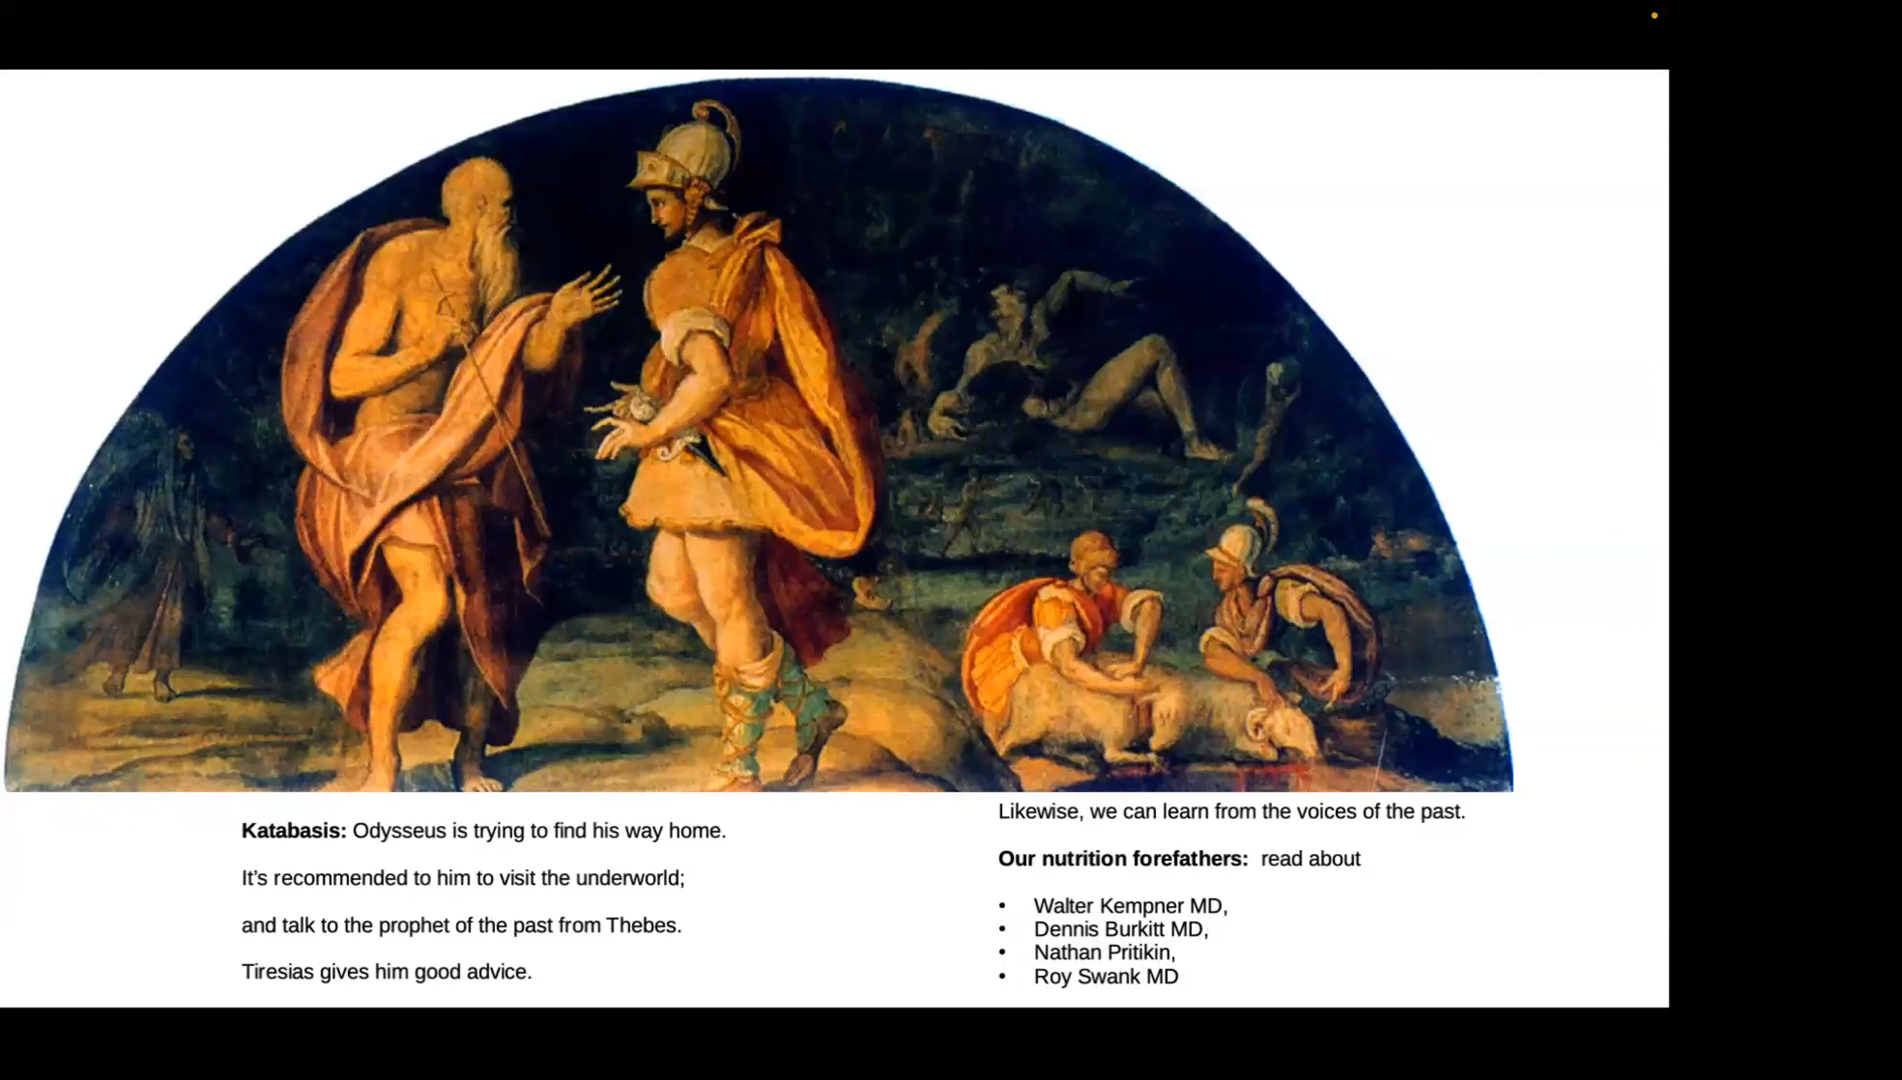 Katabasis: Odysseus is trying to find his way home.
It's recommended to him to visit the underworld;
and talk to the prophet of the past from Thebes.
Tiresias gives him good advice.
Likewise, we can learn from the voices of the past.
Our nutrition forefathers: read about
• Walter Kempner MD,
• Dennis Burkitt MD,
• Nathan Pritikin,
• Roy Swank MD